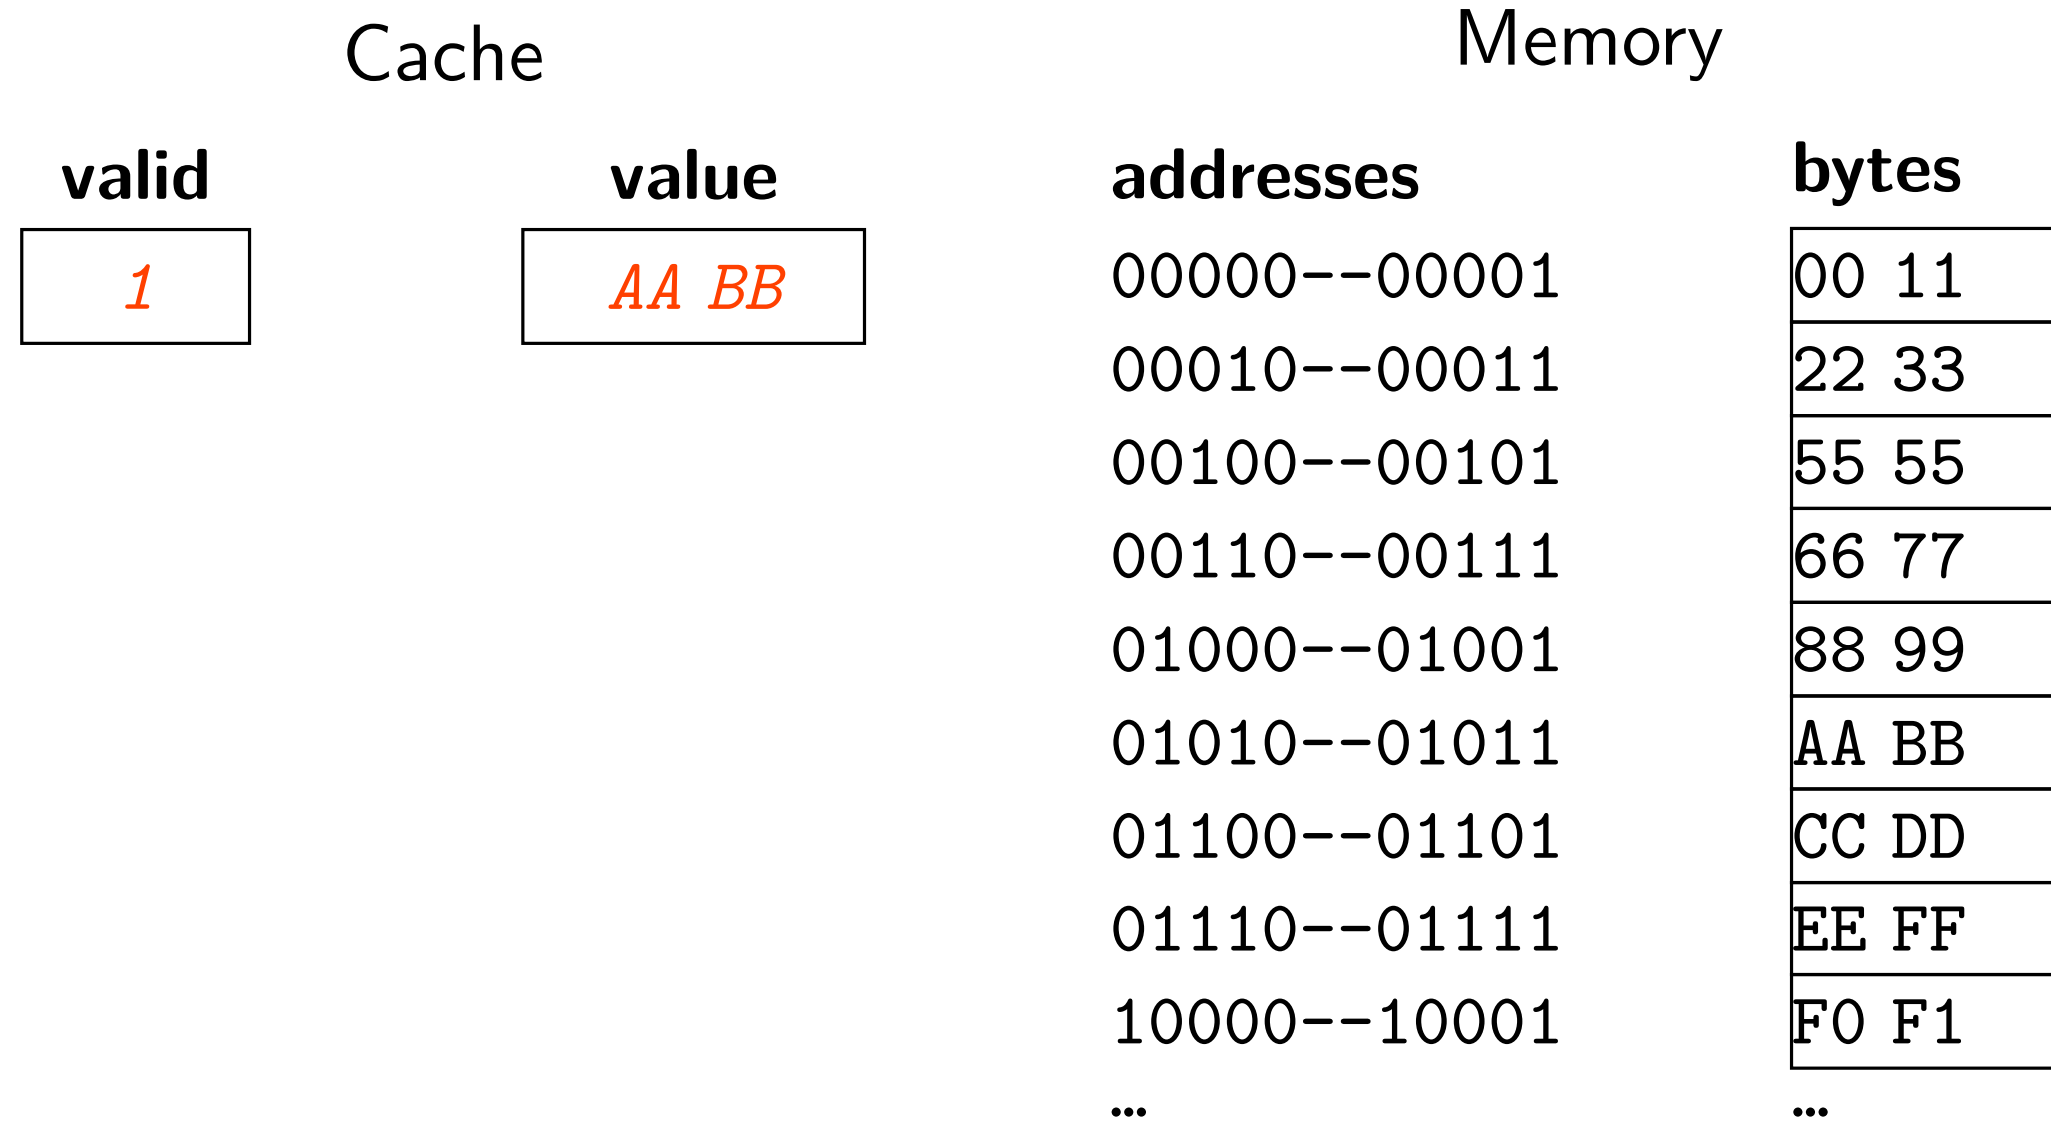 Cache Memory
valid value addresses bytes
1 AA BB 00000--00001 00 11
00010--00011 22 33
00100--00101 55 55
00110--00111 66 77
01000--01001 88 99
01010--01011 AA BB
01100--01101 CC DD
01110--01111 EE FF
10000--10001 F0 F1
… …